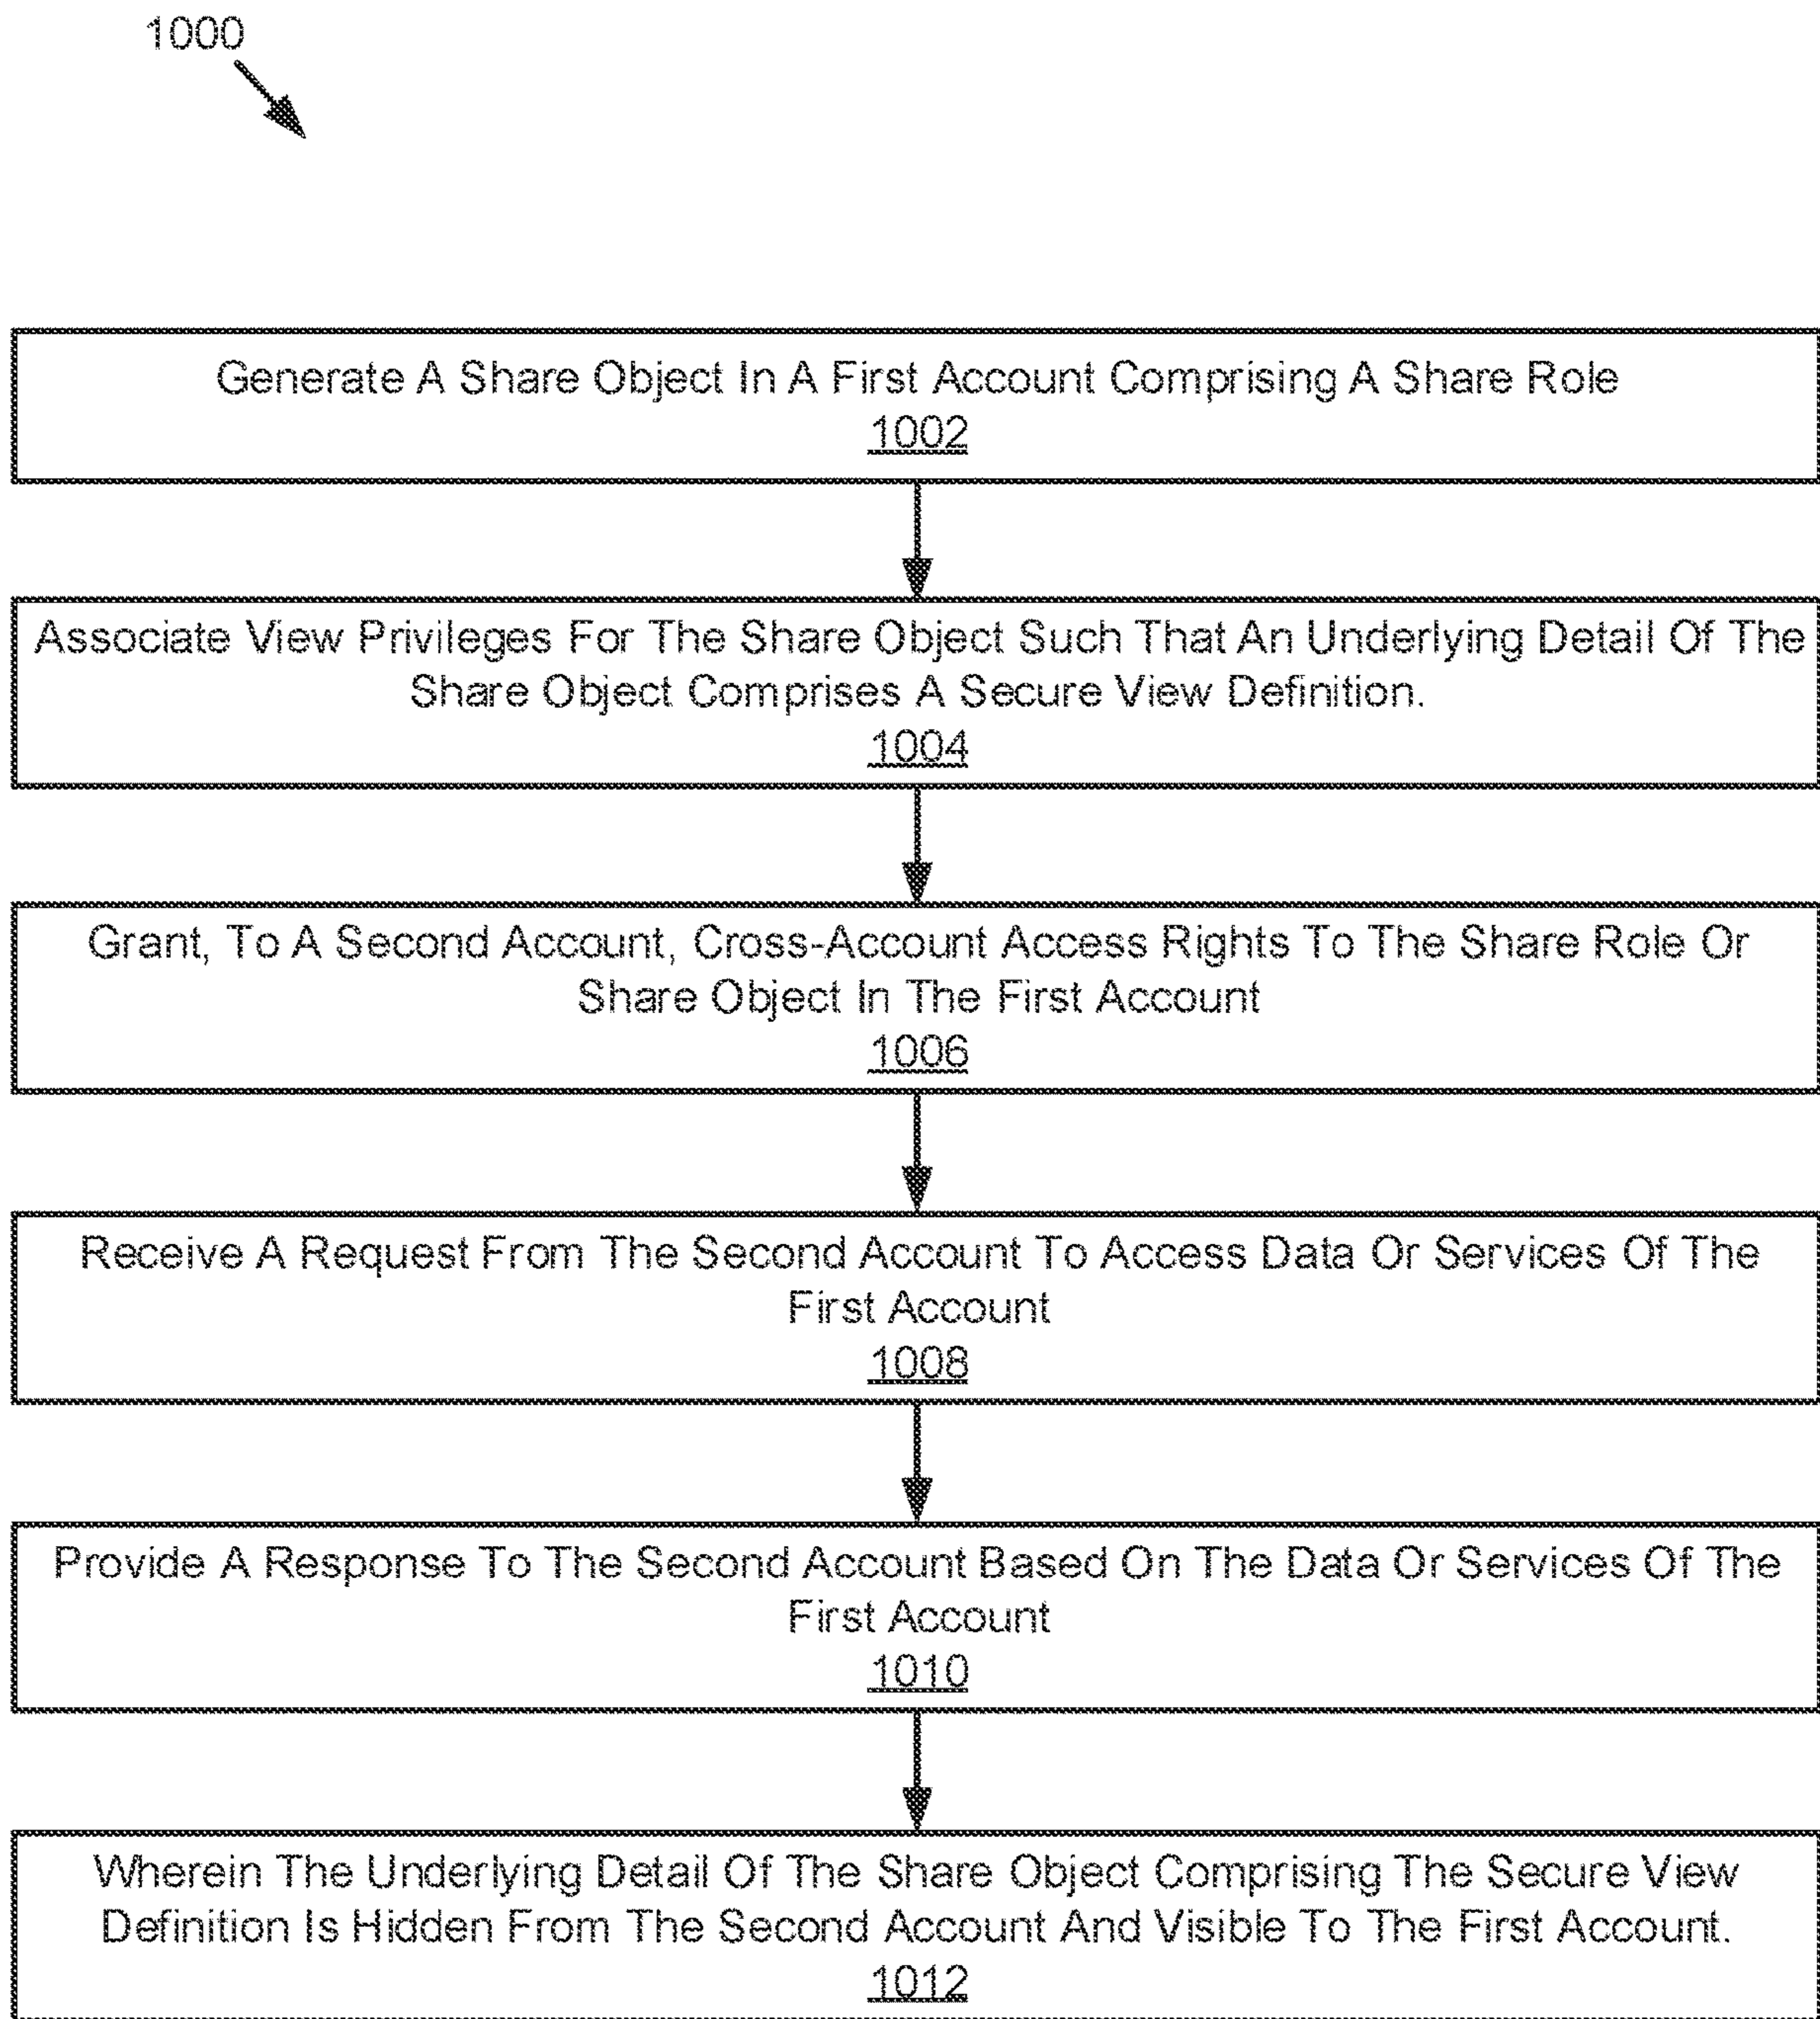 1000
Generate A Share Object In A First Account Comprising A Share Role
1002
Associate View Privileges For The Share Object Such That An Underlying Detail Of The
Share Object Comprises A Secure View Definition.
1004
Grant, To A Second Account, Cross-Account Access Rights To The Share Role Or
Share Object In The First Account
1006
Receive A Request From The Second Account To Access Data Or Services Of The
First Account
1008
Provide A Response To The Second Account Based On The Data Or Services Of The
First Account
1010
Wherein The Underlying Detail Of The Share Object Comprising The Secure View
Definition Is Hidden From The Second Account And Visible To The First Account.
1012